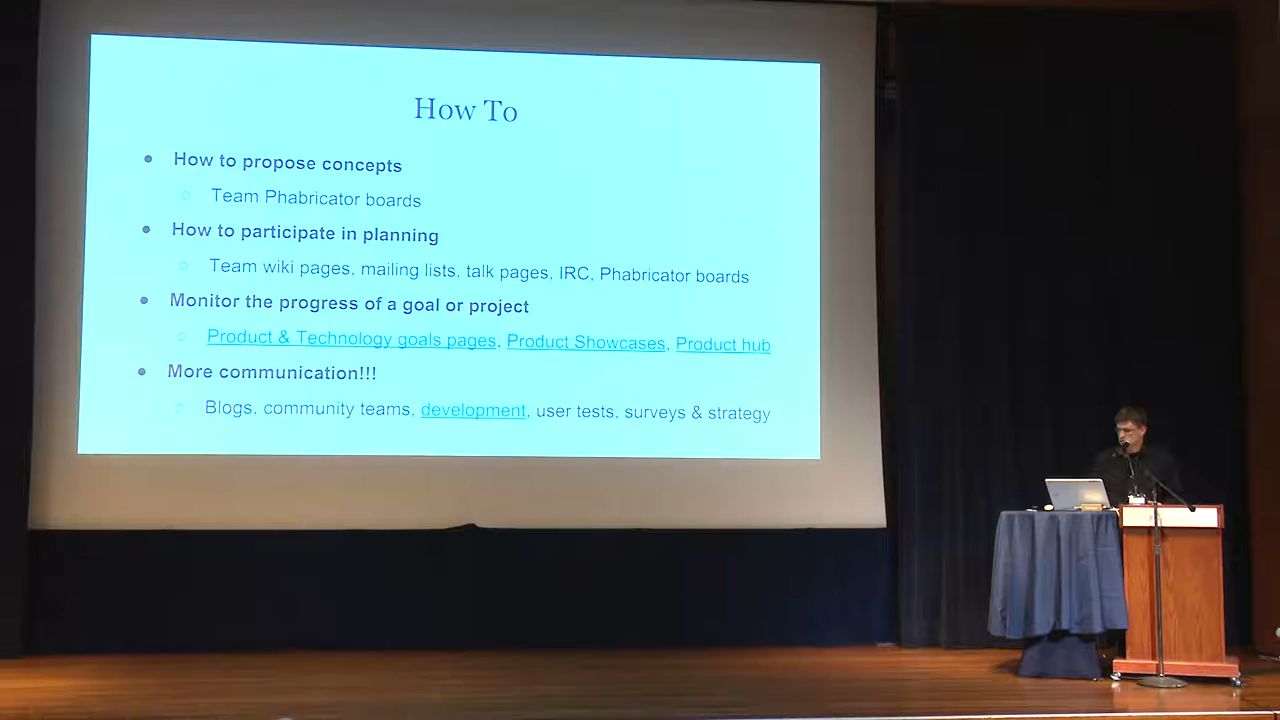 How To
● How to propose concepts
○ Team Phabricator boards
● How to participate in planning
○ Team wiki pages, mailing lists, talk pages, IRC, Phabricator boards
● Monitor the progress of a goal or project
○ Product & Technology goals pages, Product Showcases, Product hub
● More communication!!!
○ Blogs, community teams, development, user tests, surveys & strategy